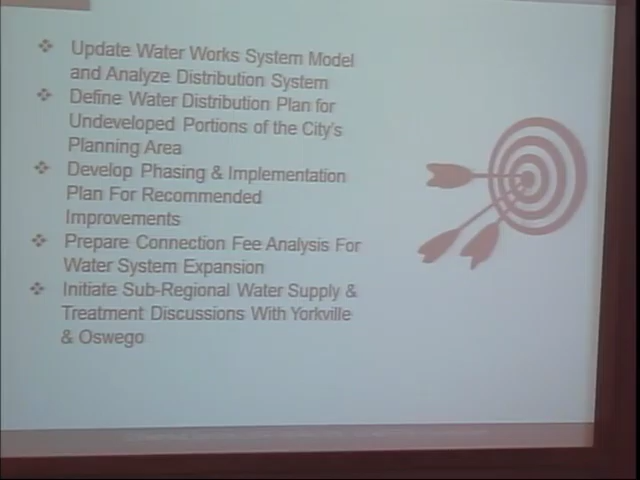 Update Water Works System Model
and Analyze Distribution System
Define Water Distribution Plan for
Undeveloped Portions of the City's
Planning Area
Develop Phasing & Implementation
Plan For Recommended
Improvements
Prepare Connection Fee Analysis For
Water System Expansion
Initiate Sub-Regional Water Supply &
Treatment Discussions With Yorkville
& Oswego